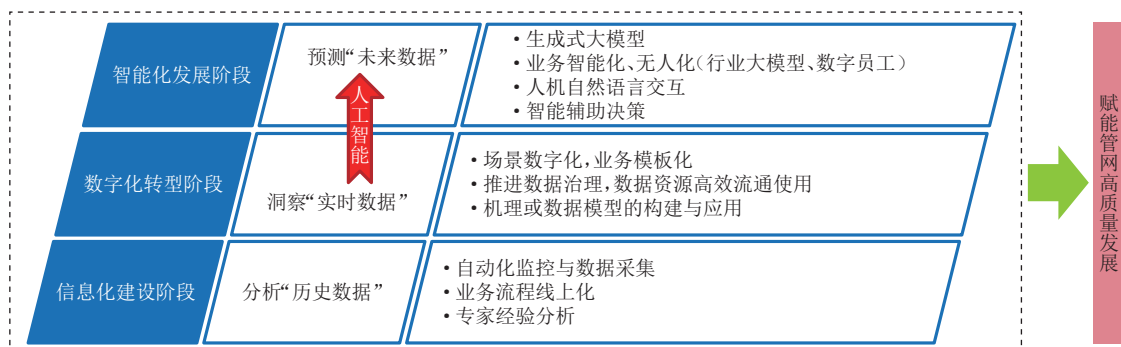 智能化发展阶段
预测“未来数据”
• 生成式大模型
• 业务智能化、无人化(行业大模型、数字员工)
• 人机自然语言交互
• 智能辅助决策
人工智能
数字化转型阶段
洞察“实时数据”
• 场景数字化,业务模板化
• 推进数据治理,数据资源高效流通使用
• 机理或数据模型的构建与应用
信息化建设阶段
分析“历史数据”
• 自动化监控与数据采集
• 业务流程线上化
• 专家经验分析
赋能管网高质量发展